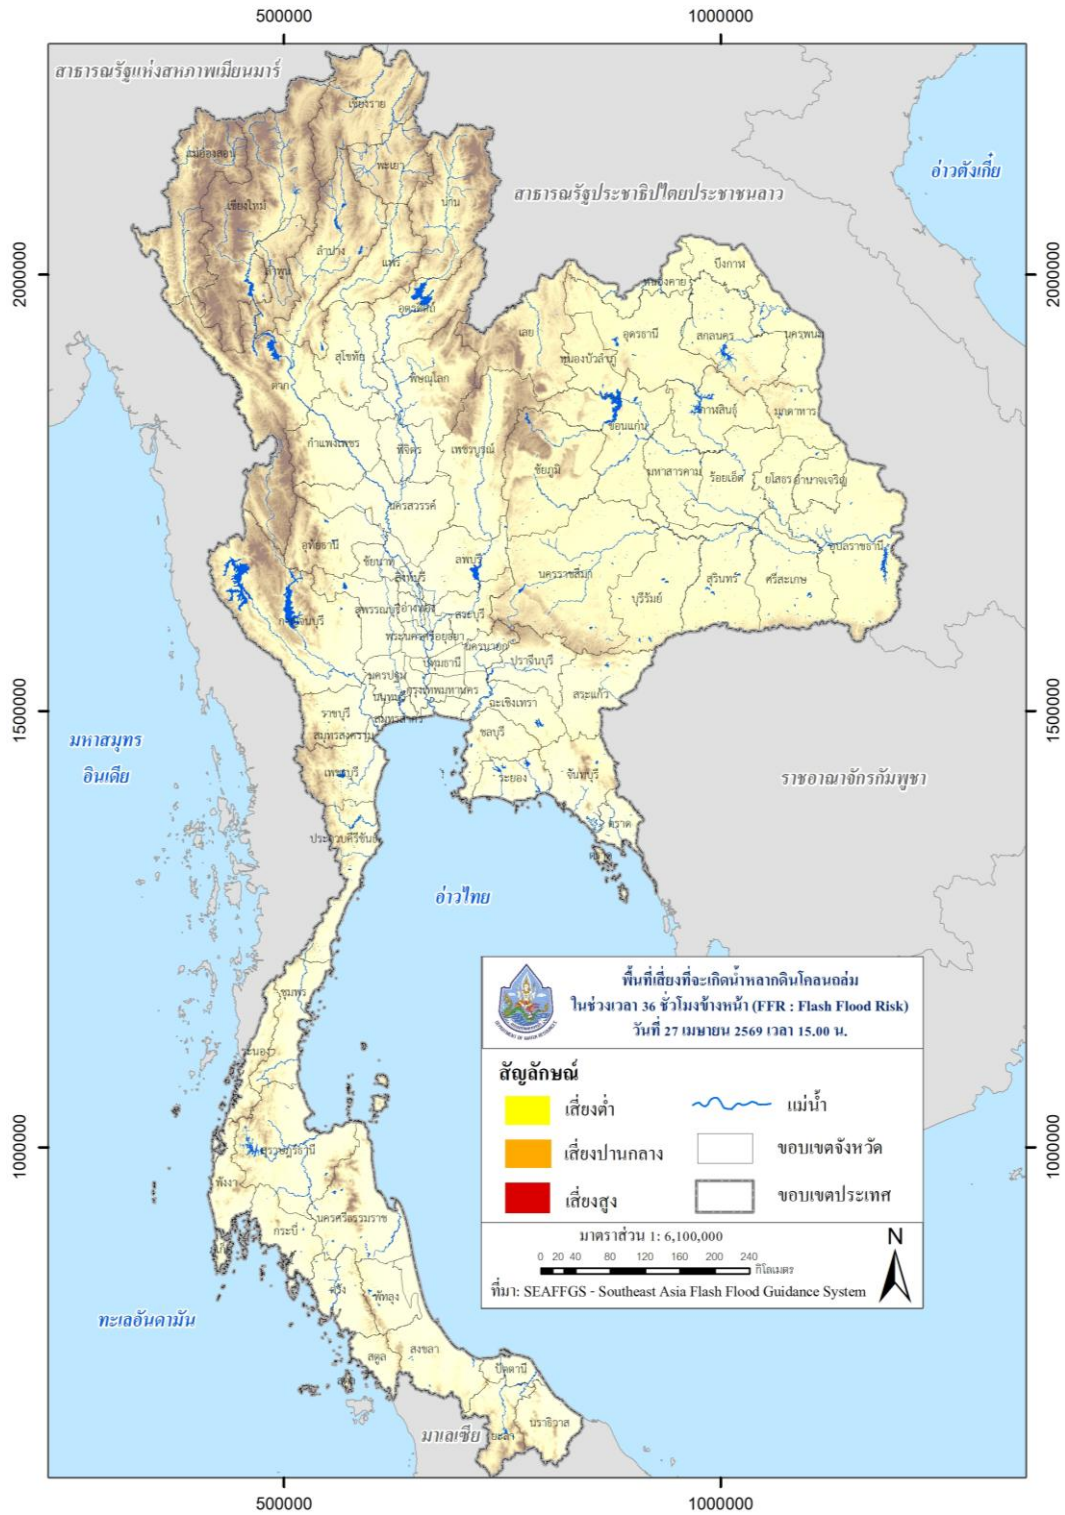 500000
1000000
สาธารณรัฐแห่งสหภาพเมียนมาร์
เชียงราย
แม่ฮ่องสอน
พะเยา
อ่าวตังเกี๋ย
สาธารณรัฐประชาธิปไตยประชาชนลาว
เชียงใหม่
น่าน
ลำปาง
แพร่
ลำพูน
บึงกาฬ
2000000
2000000
หนองคาย
อุตรดิตถ์
เลย
อุดรธานี
สกลนคร
นครพนม
สุโขทัย
หนองบัวลำภู
ตาก
พิษณุโลก
กาฬสินธุ์
มุกดาหาร
ขอนแก่น
กำแพงเพชร
พิจิตร
เพชรบูรณ์
ชัยภูมิ
มหาสารคาม
ร้อยเอ็ด
ยโสธร
อำนาจเจริญ
นครสวรรค์
อุทัยธานี
ชัยนาท
ลพบุรี
อุบลราชธานี
สิงห์บุรี
นครราชสีมา
สุรินทร์
ศรีสะเกษ
บุรีรัมย์
สุพรรณบุรี
อ่างทอง
สระบุรี
กาญจนบุรี
พระนครศรีอยุธยา
นครนายก
ปทุมธานี
ปราจีนบุรี
นครปฐม
นนทบุรี
กรุงเทพมหานคร
สระแก้ว
ฉะเชิงเทรา
1500000
1500000
ราชบุรี
สมุทรสาคร
สมุทรสงคราม
ชลบุรี
มหาสมุทร
อินเดีย
เพชรบุรี
ระยอง
จันทบุรี
ราชอาณาจักรกัมพูชา
ตราด
ประจวบคีรีขันธ์
ตราด
อ่าวไทย
พื้นที่เสี่ยงที่จะเกิดน้ำหลากดินโคลนถล่ม
ในช่วงเวลา 36 ชั่วโมงข้างหน้า (FFR : Flash Flood Risk)
วันที่ 27 เมษายน 2569 เวลา 15.00 น.
ชุมพร
ระนอง
สัญลักษณ์
เสี่ยงต่ำ
แม่น้ำ
เสี่ยงปานกลาง
ขอบเขตจังหวัด
เสี่ยงสูง
ขอบเขตประเทศ
1000000
1000000
สุราษฎร์ธานี
พังงา
นครศรีธรรมราช
กระบี่
มาตราส่วน 1: 6,100,000
N
0 20 40 80 120 160 200 240
กิโลเมตร
ที่มา: SEAFFGS - Southeast Asia Flash Flood Guidance System
ภูเก็ต
ตรัง
พัทลุง
ทะเลอันดามัน
สตูล
สงขลา
สตูล
ปัตตานี
นราธิวาส
ยะลา
มาเลเซีย
500000
1000000